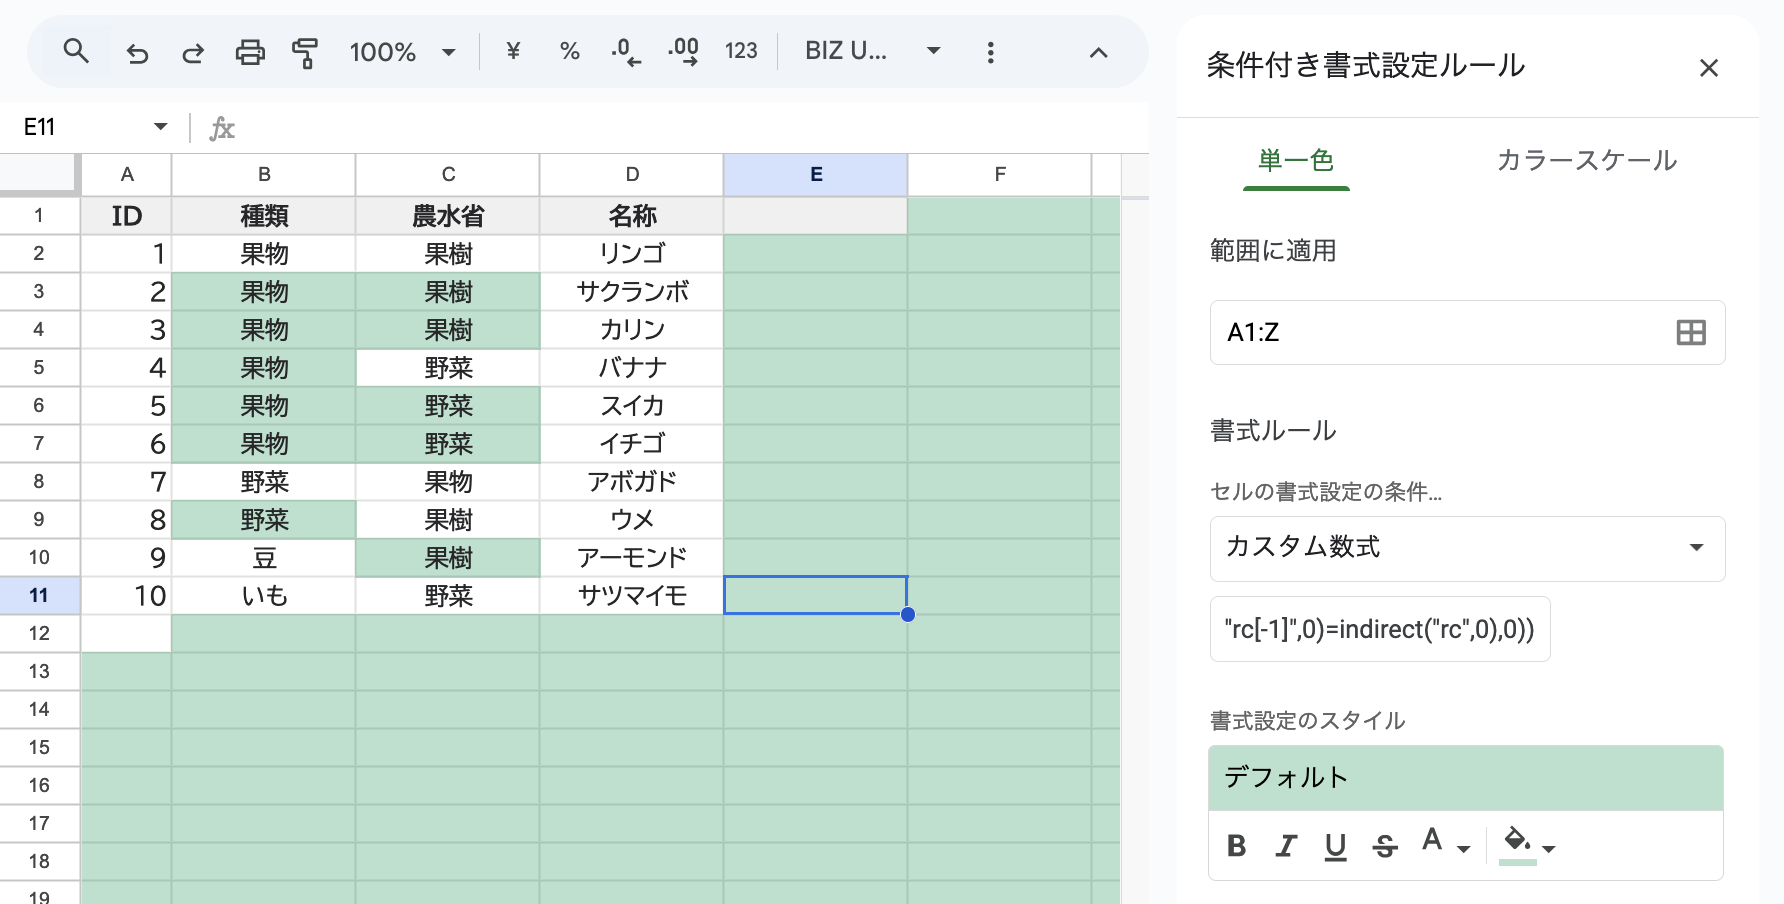 100% ¥ % .0 .00 123 BIZ U...
E11 fx
A B C D E F
1 ID 種類 農水省 名称
2 1 果物 果樹 リンゴ
3 2 果物 果樹 サクランボ
4 3 果物 果樹 カリン
5 4 果物 野菜 バナナ
6 5 果物 野菜 スイカ
7 6 果物 野菜 イチゴ
8 7 野菜 果物 アボガド
9 8 野菜 果樹 ウメ
10 9 豆 果樹 アーモンド
11 10 いも 野菜 サツマイモ
12
13
14
15
16
17
18
19
条件付き書式設定ルール
単一色 カラースケール
範囲に適用
A1:Z
書式ルール
セルの書式設定の条件...
カスタム数式
"rc[-1]",0)=indirect("rc",0),0))
書式設定のスタイル
デフォルト
B I U S A